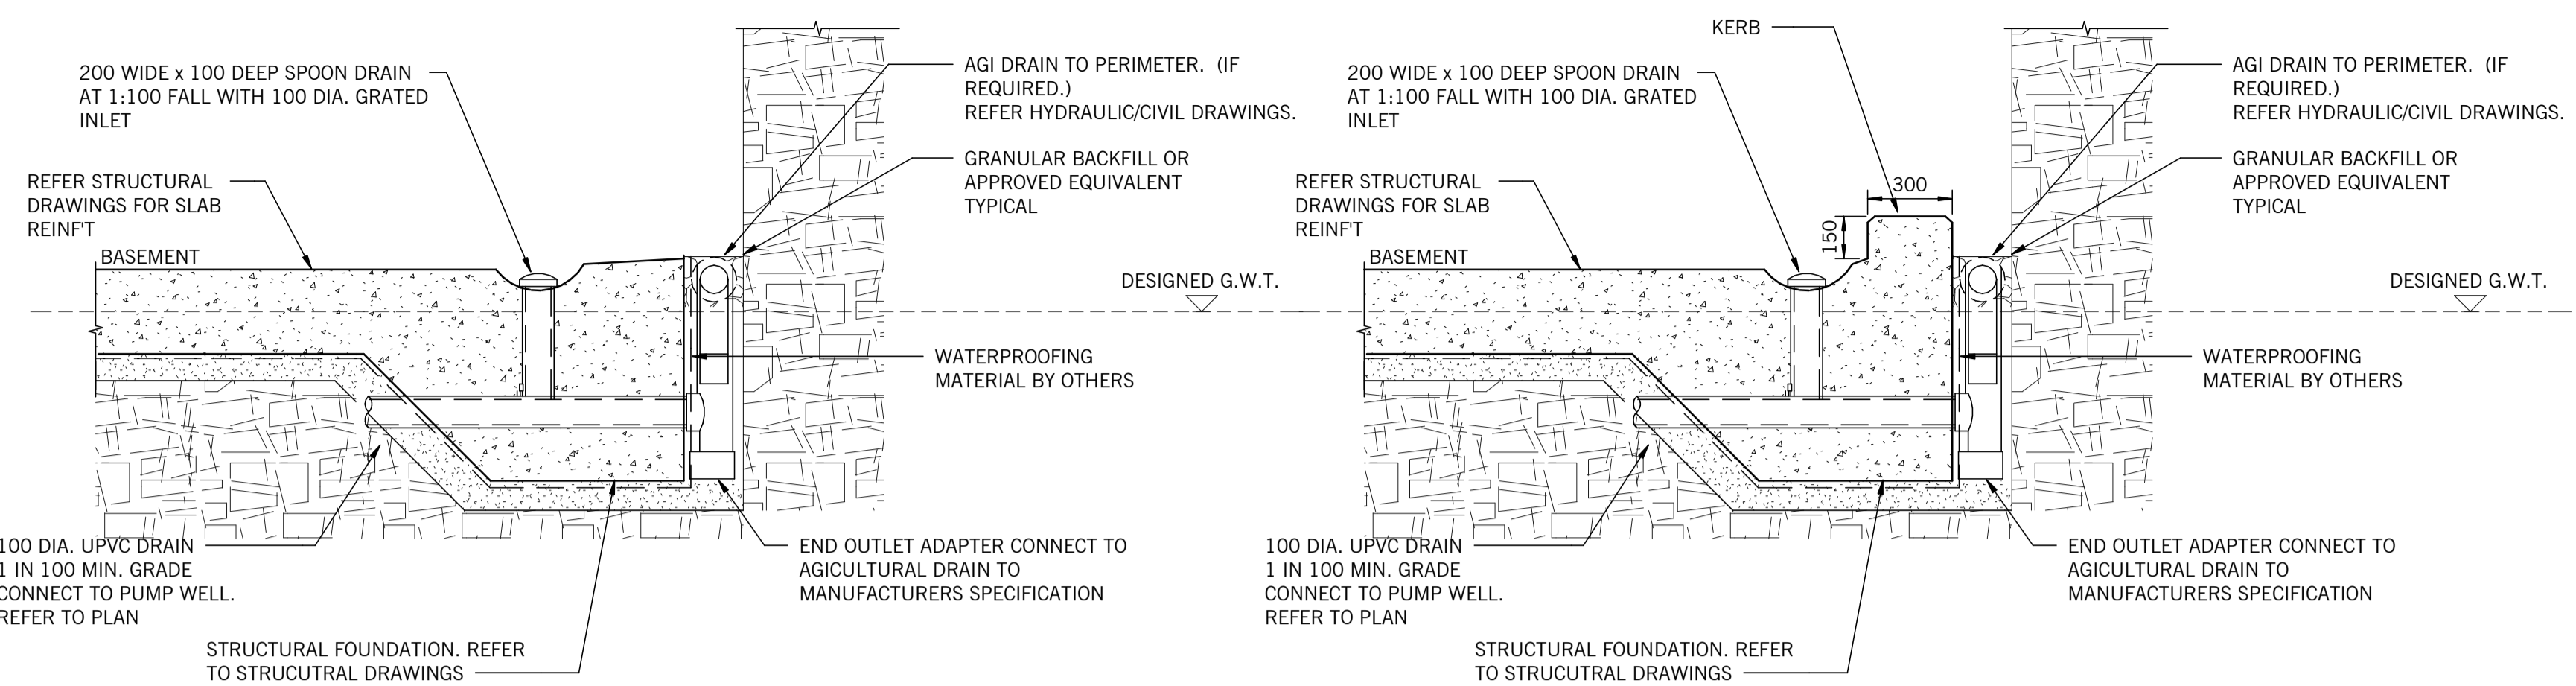 200 WIDE x 100 DEEP SPOON DRAIN
AT 1:100 FALL WITH 100 DIA. GRATED
INLET
AGI DRAIN TO PERIMETER. (IF
REQUIRED.)
REFER HYDRAULIC/CIVIL DRAWINGS.
GRANULAR BACKFILL OR
APPROVED EQUIVALENT
TYPICAL
REFER STRUCTURAL
DRAWINGS FOR SLAB
REINF'T
BASEMENT
DESIGNED G.W.T.
WATERPROOFING
MATERIAL BY OTHERS
100 DIA. UPVC DRAIN
1 IN 100 MIN. GRADE
CONNECT TO PUMP WELL.
REFER TO PLAN
END OUTLET ADAPTER CONNECT TO
AGICULTURAL DRAIN TO
MANUFACTURERS SPECIFICATION
STRUCTURAL FOUNDATION. REFER
TO STRUCUTRAL DRAWINGS
KERB
200 WIDE x 100 DEEP SPOON DRAIN
AT 1:100 FALL WITH 100 DIA. GRATED
INLET
AGI DRAIN TO PERIMETER. (IF
REQUIRED.)
REFER HYDRAULIC/CIVIL DRAWINGS.
GRANULAR BACKFILL OR
APPROVED EQUIVALENT
TYPICAL
REFER STRUCTURAL
DRAWINGS FOR SLAB
REINF'T
300
150
BASEMENT
DESIGNED G.W.T.
WATERPROOFING
MATERIAL BY OTHERS
100 DIA. UPVC DRAIN
1 IN 100 MIN. GRADE
CONNECT TO PUMP WELL.
REFER TO PLAN
END OUTLET ADAPTER CONNECT TO
AGICULTURAL DRAIN TO
MANUFACTURERS SPECIFICATION
STRUCTURAL FOUNDATION. REFER
TO STRUCUTRAL DRAWINGS